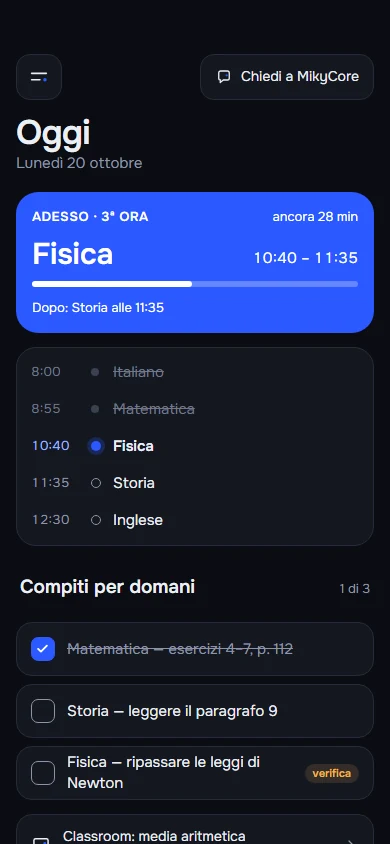 Chiedi a MikyCore
Oggi
Lunedì 20 ottobre
ADESSO · 3ª ORA
ancora 28 min
Fisica
10:40 – 11:35
Dopo: Storia alle 11:35
8:00 Italiano
8:55 Matematica
10:40 Fisica
11:35 Storia
12:30 Inglese
Compiti per domani
1 di 3
Matematica — esercizi 4–7, p. 112
Storia — leggere il paragrafo 9
Fisica — ripassare le leggi di
Newton
verifica
Classroom: media aritmetica